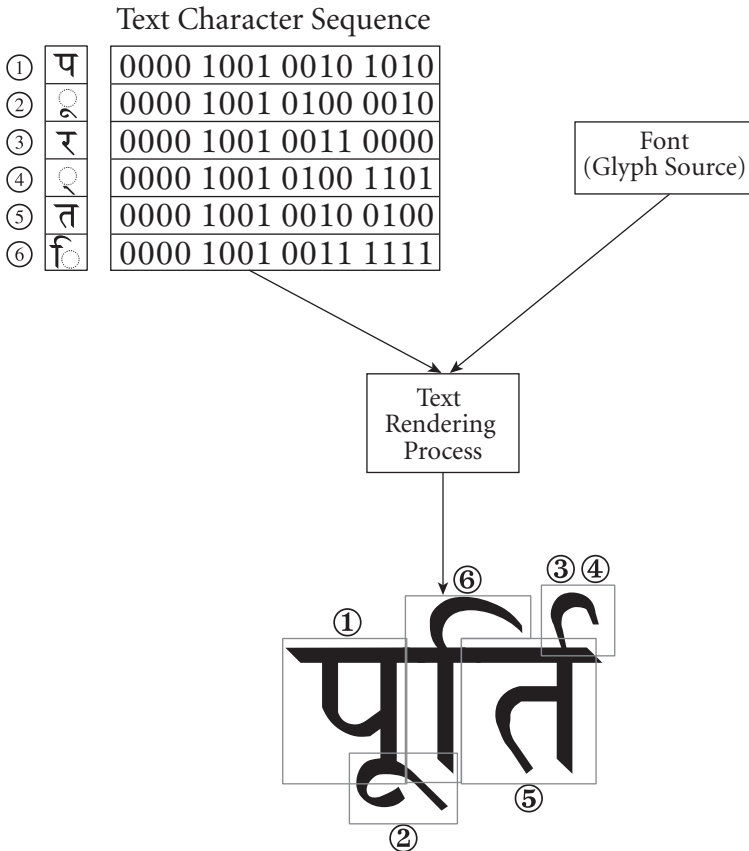 Text Character Sequence
① प 0000 1001 0010 1010
② ू 0000 1001 0100 0010
③ र 0000 1001 0011 0000
④ ् 0000 1001 0100 1101
⑤ त 0000 1001 0010 0100
⑥ ि 0000 1001 0011 1111
Font
(Glyph Source)
Text
Rendering
Process
③ ④
⑥
①
पूर्ति
⑤
②